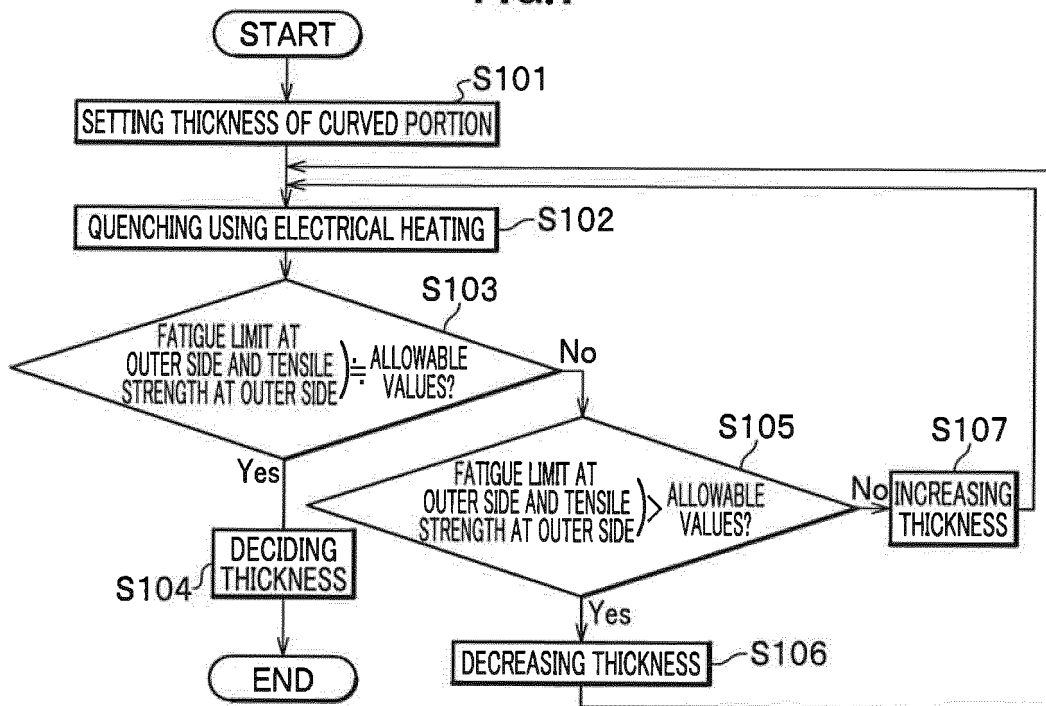 START
S101
SETTING THICKNESS OF CURVED PORTION
QUENCHING USING ELECTRICAL HEATING
S102
S103
FATIGUE LIMIT AT
OUTER SIDE AND TENSILE
STRENGTH AT OUTER SIDE
) ≒ ALLOWABLE
VALUES?
No
Yes
S105
FATIGUE LIMIT AT
OUTER SIDE AND TENSILE
STRENGTH AT OUTER SIDE
) > ALLOWABLE
VALUES?
No
S107
INCREASING
THICKNESS
S104
DECIDING
THICKNESS
Yes
DECREASING THICKNESS
S106
END